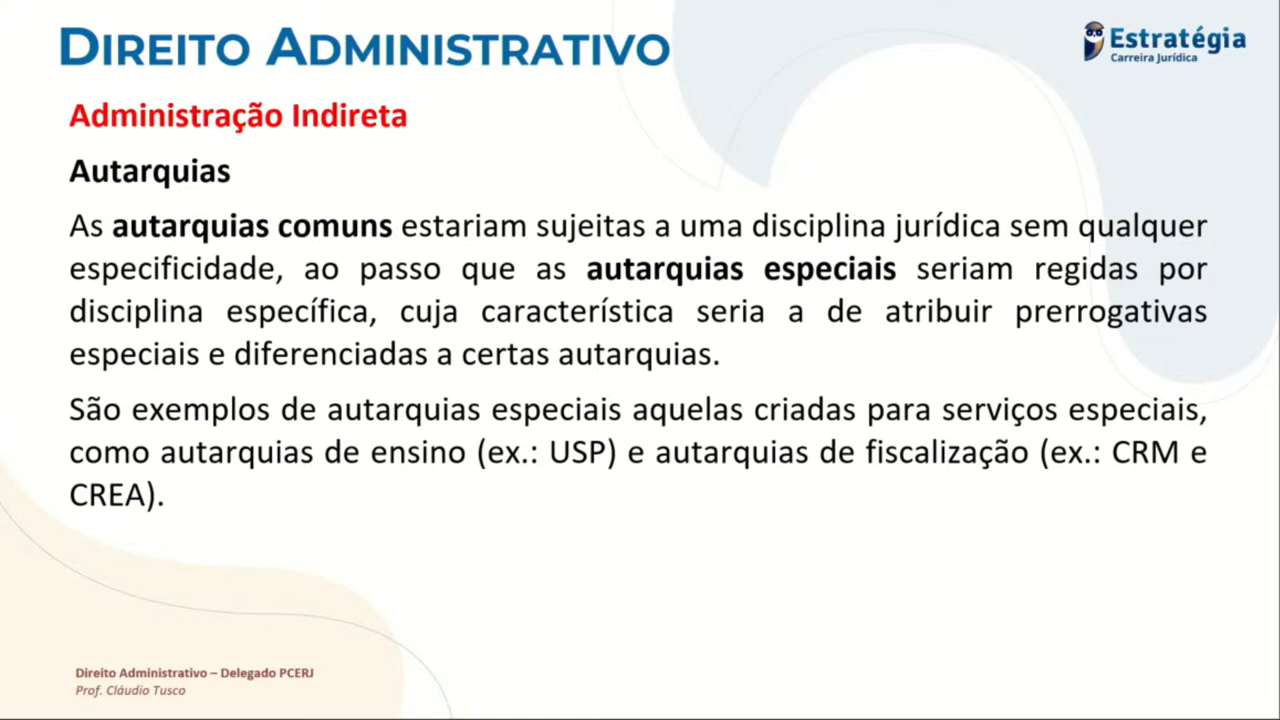 DIREITO ADMINISTRATIVO
Estratégia
Carreira Jurídica
Administração Indireta
Autarquias
As autarquias comuns estariam sujeitas a uma disciplina jurídica sem qualquer
especificidade, ao passo que as autarquias especiais seriam regidas por
disciplina específica, cuja característica seria a de atribuir prerrogativas
especiais e diferenciadas a certas autarquias.
São exemplos de autarquias especiais aquelas criadas para serviços especiais,
como autarquias de ensino (ex.: USP) e autarquias de fiscalização (ex.: CRM e
CREA).
Direito Administrativo – Delegado PCERJ
Prof. Cláudio Tusco